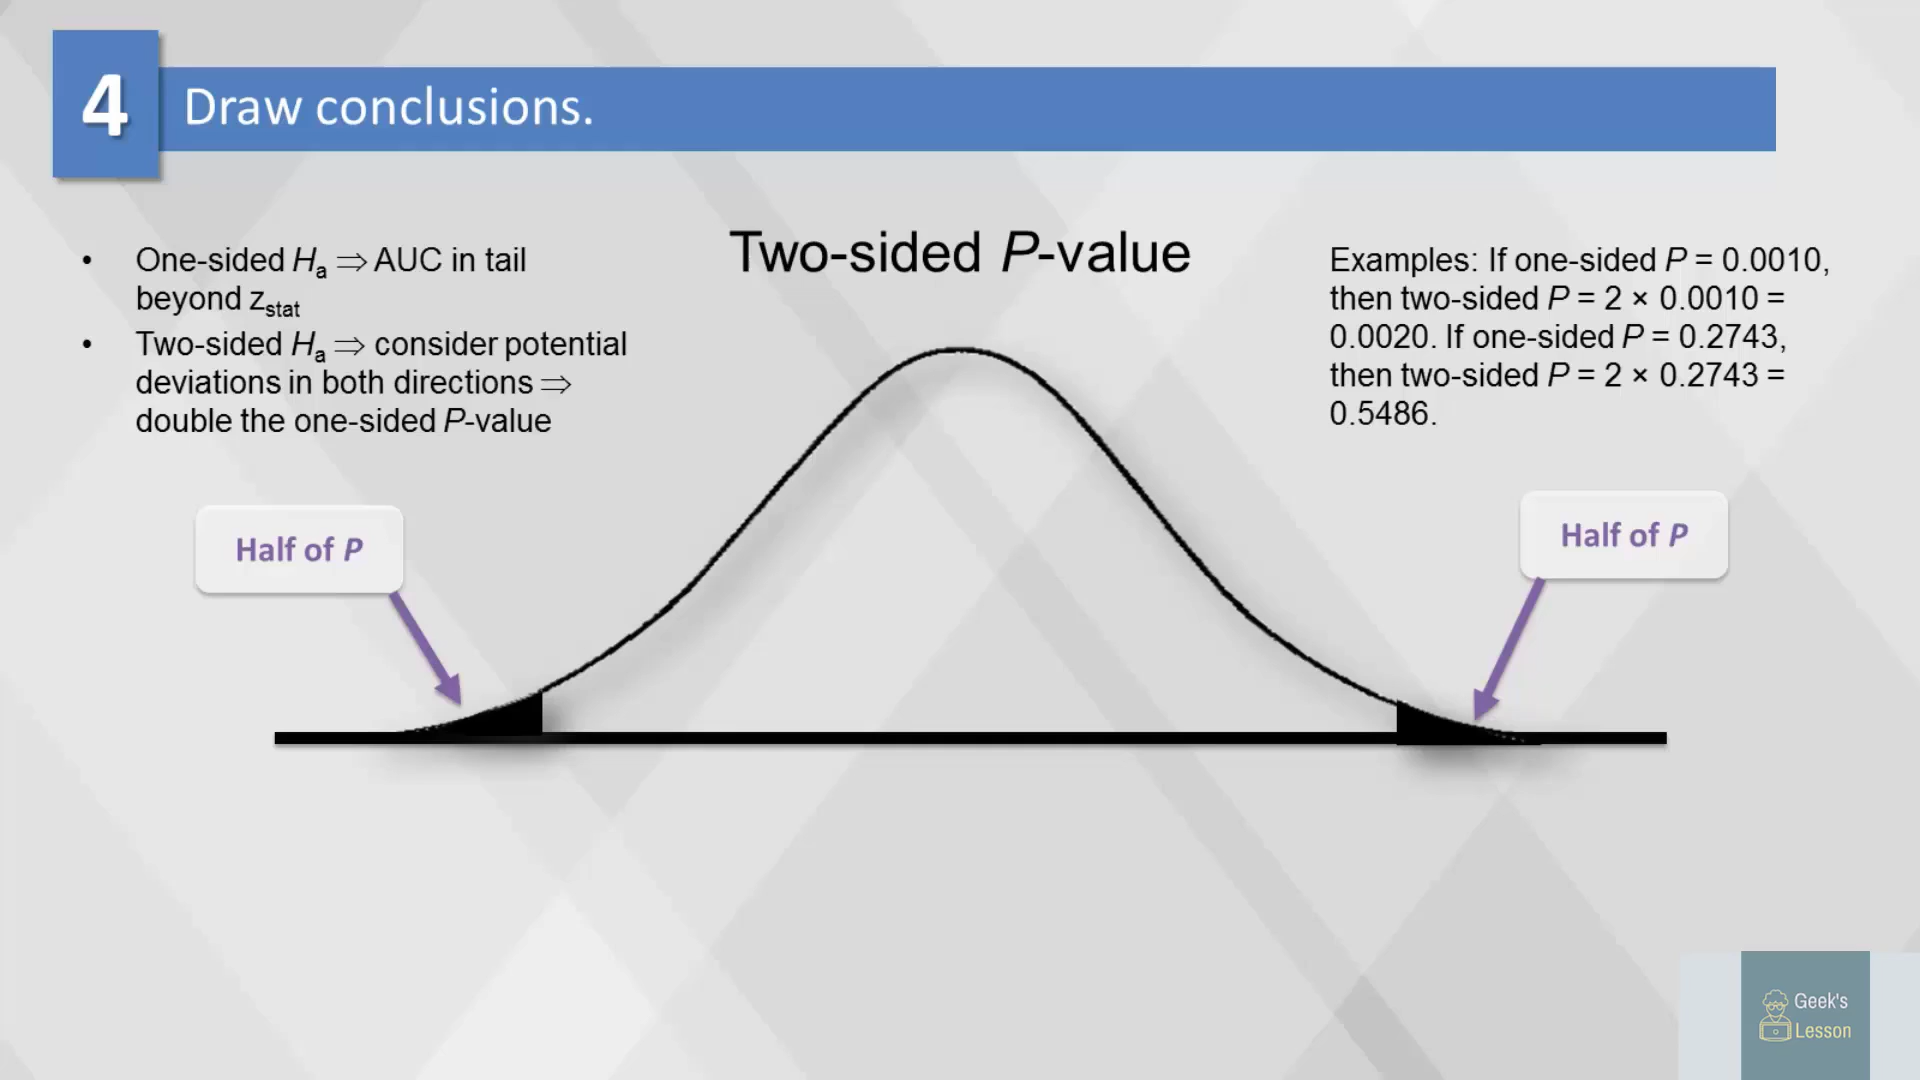 4
Draw conclusions.
Two-sided P-value
• One-sided Hₐ ⇒ AUC in tail
beyond zstat
• Two-sided Hₐ ⇒ consider potential
deviations in both directions ⇒
double the one-sided P-value
Examples: If one-sided P = 0.0010,
then two-sided P = 2 × 0.0010 =
0.0020. If one-sided P = 0.2743,
then two-sided P = 2 × 0.2743 =
0.5486.
Half of P
Half of P
Geek's
Lesson